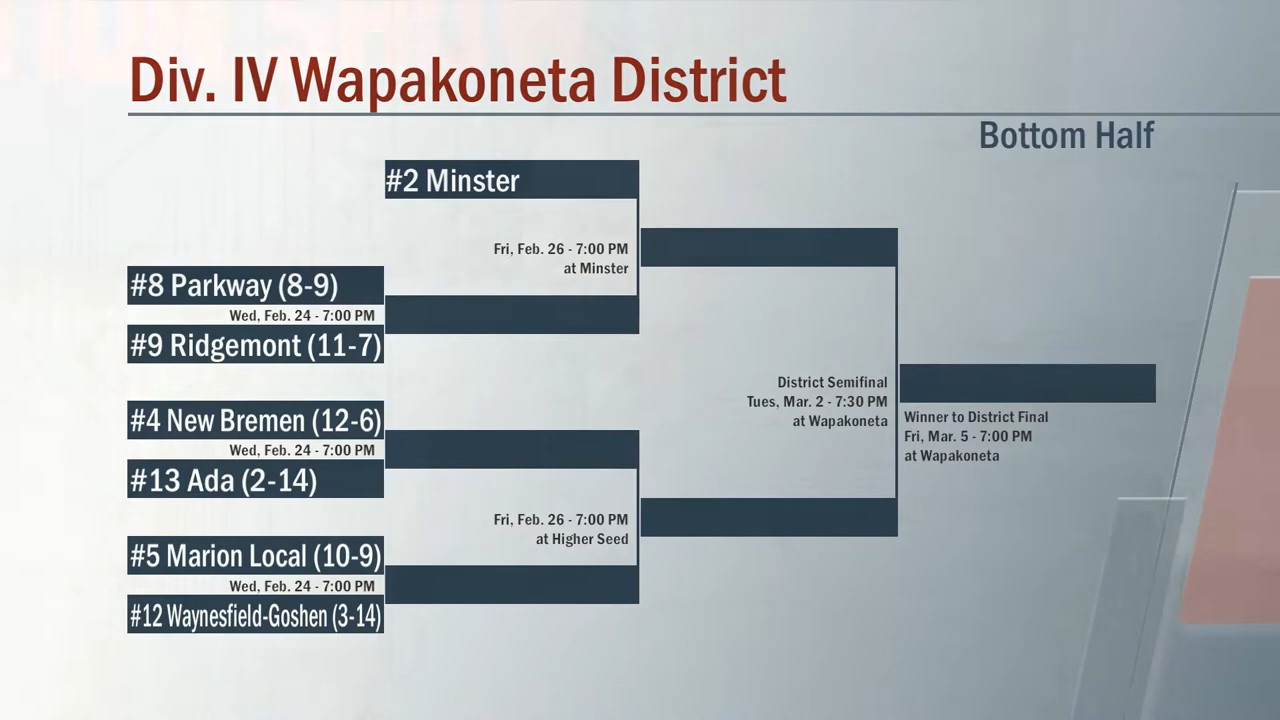 Div. IV Wapakoneta District
Bottom Half
#2 Minster
Fri, Feb. 26 - 7:00 PM
at Minster
#8 Parkway (8-9)
Wed, Feb. 24 - 7:00 PM
#9 Ridgemont (11-7)
#4 New Bremen (12-6)
Wed, Feb. 24 - 7:00 PM
#13 Ada (2-14)
Fri, Feb. 26 - 7:00 PM
at Higher Seed
#5 Marion Local (10-9)
Wed, Feb. 24 - 7:00 PM
#12 Waynesfield-Goshen (3-14)
District Semifinal
Tues, Mar. 2 - 7:30 PM
at Wapakoneta
Winner to District Final
Fri, Mar. 5 - 7:00 PM
at Wapakoneta